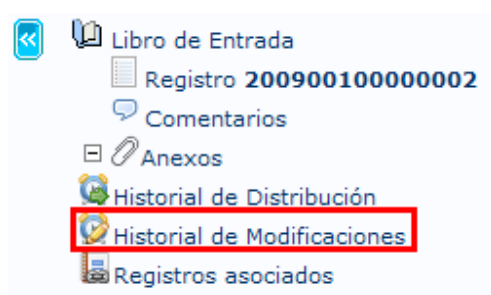 Libro de Entrada
Registro 200900100000002
Comentarios
Anexos
Historial de Distribución
Historial de Modificaciones
Registros asociados